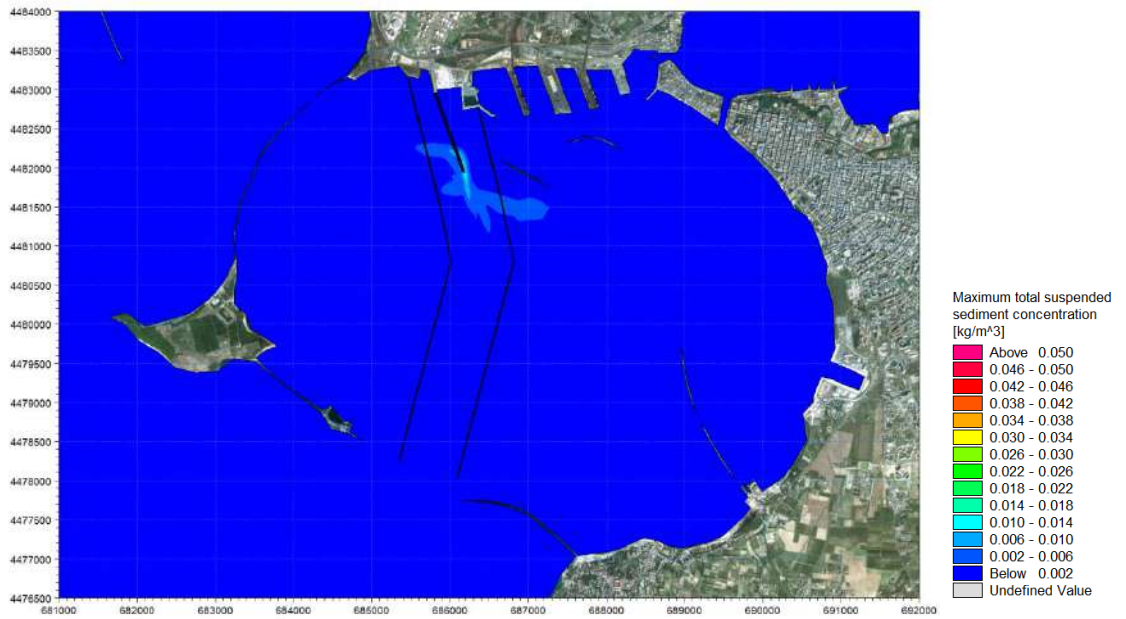 4484000
4483500
4483000
4482500
4482000
4481500
4481000
4480500
4480000
4479500
4479000
4478500
4478000
4477500
4477000
4476500
681000 682000 683000 684000 685000 686000 687000 688000 689000 690000 691000 692000
Maximum total suspended
sediment concentration
[kg/m^3]
Above 0.050
0.046 - 0.050
0.042 - 0.046
0.038 - 0.042
0.034 - 0.038
0.030 - 0.034
0.026 - 0.030
0.022 - 0.026
0.018 - 0.022
0.014 - 0.018
0.010 - 0.014
0.006 - 0.010
0.002 - 0.006
Below 0.002
Undefined Value